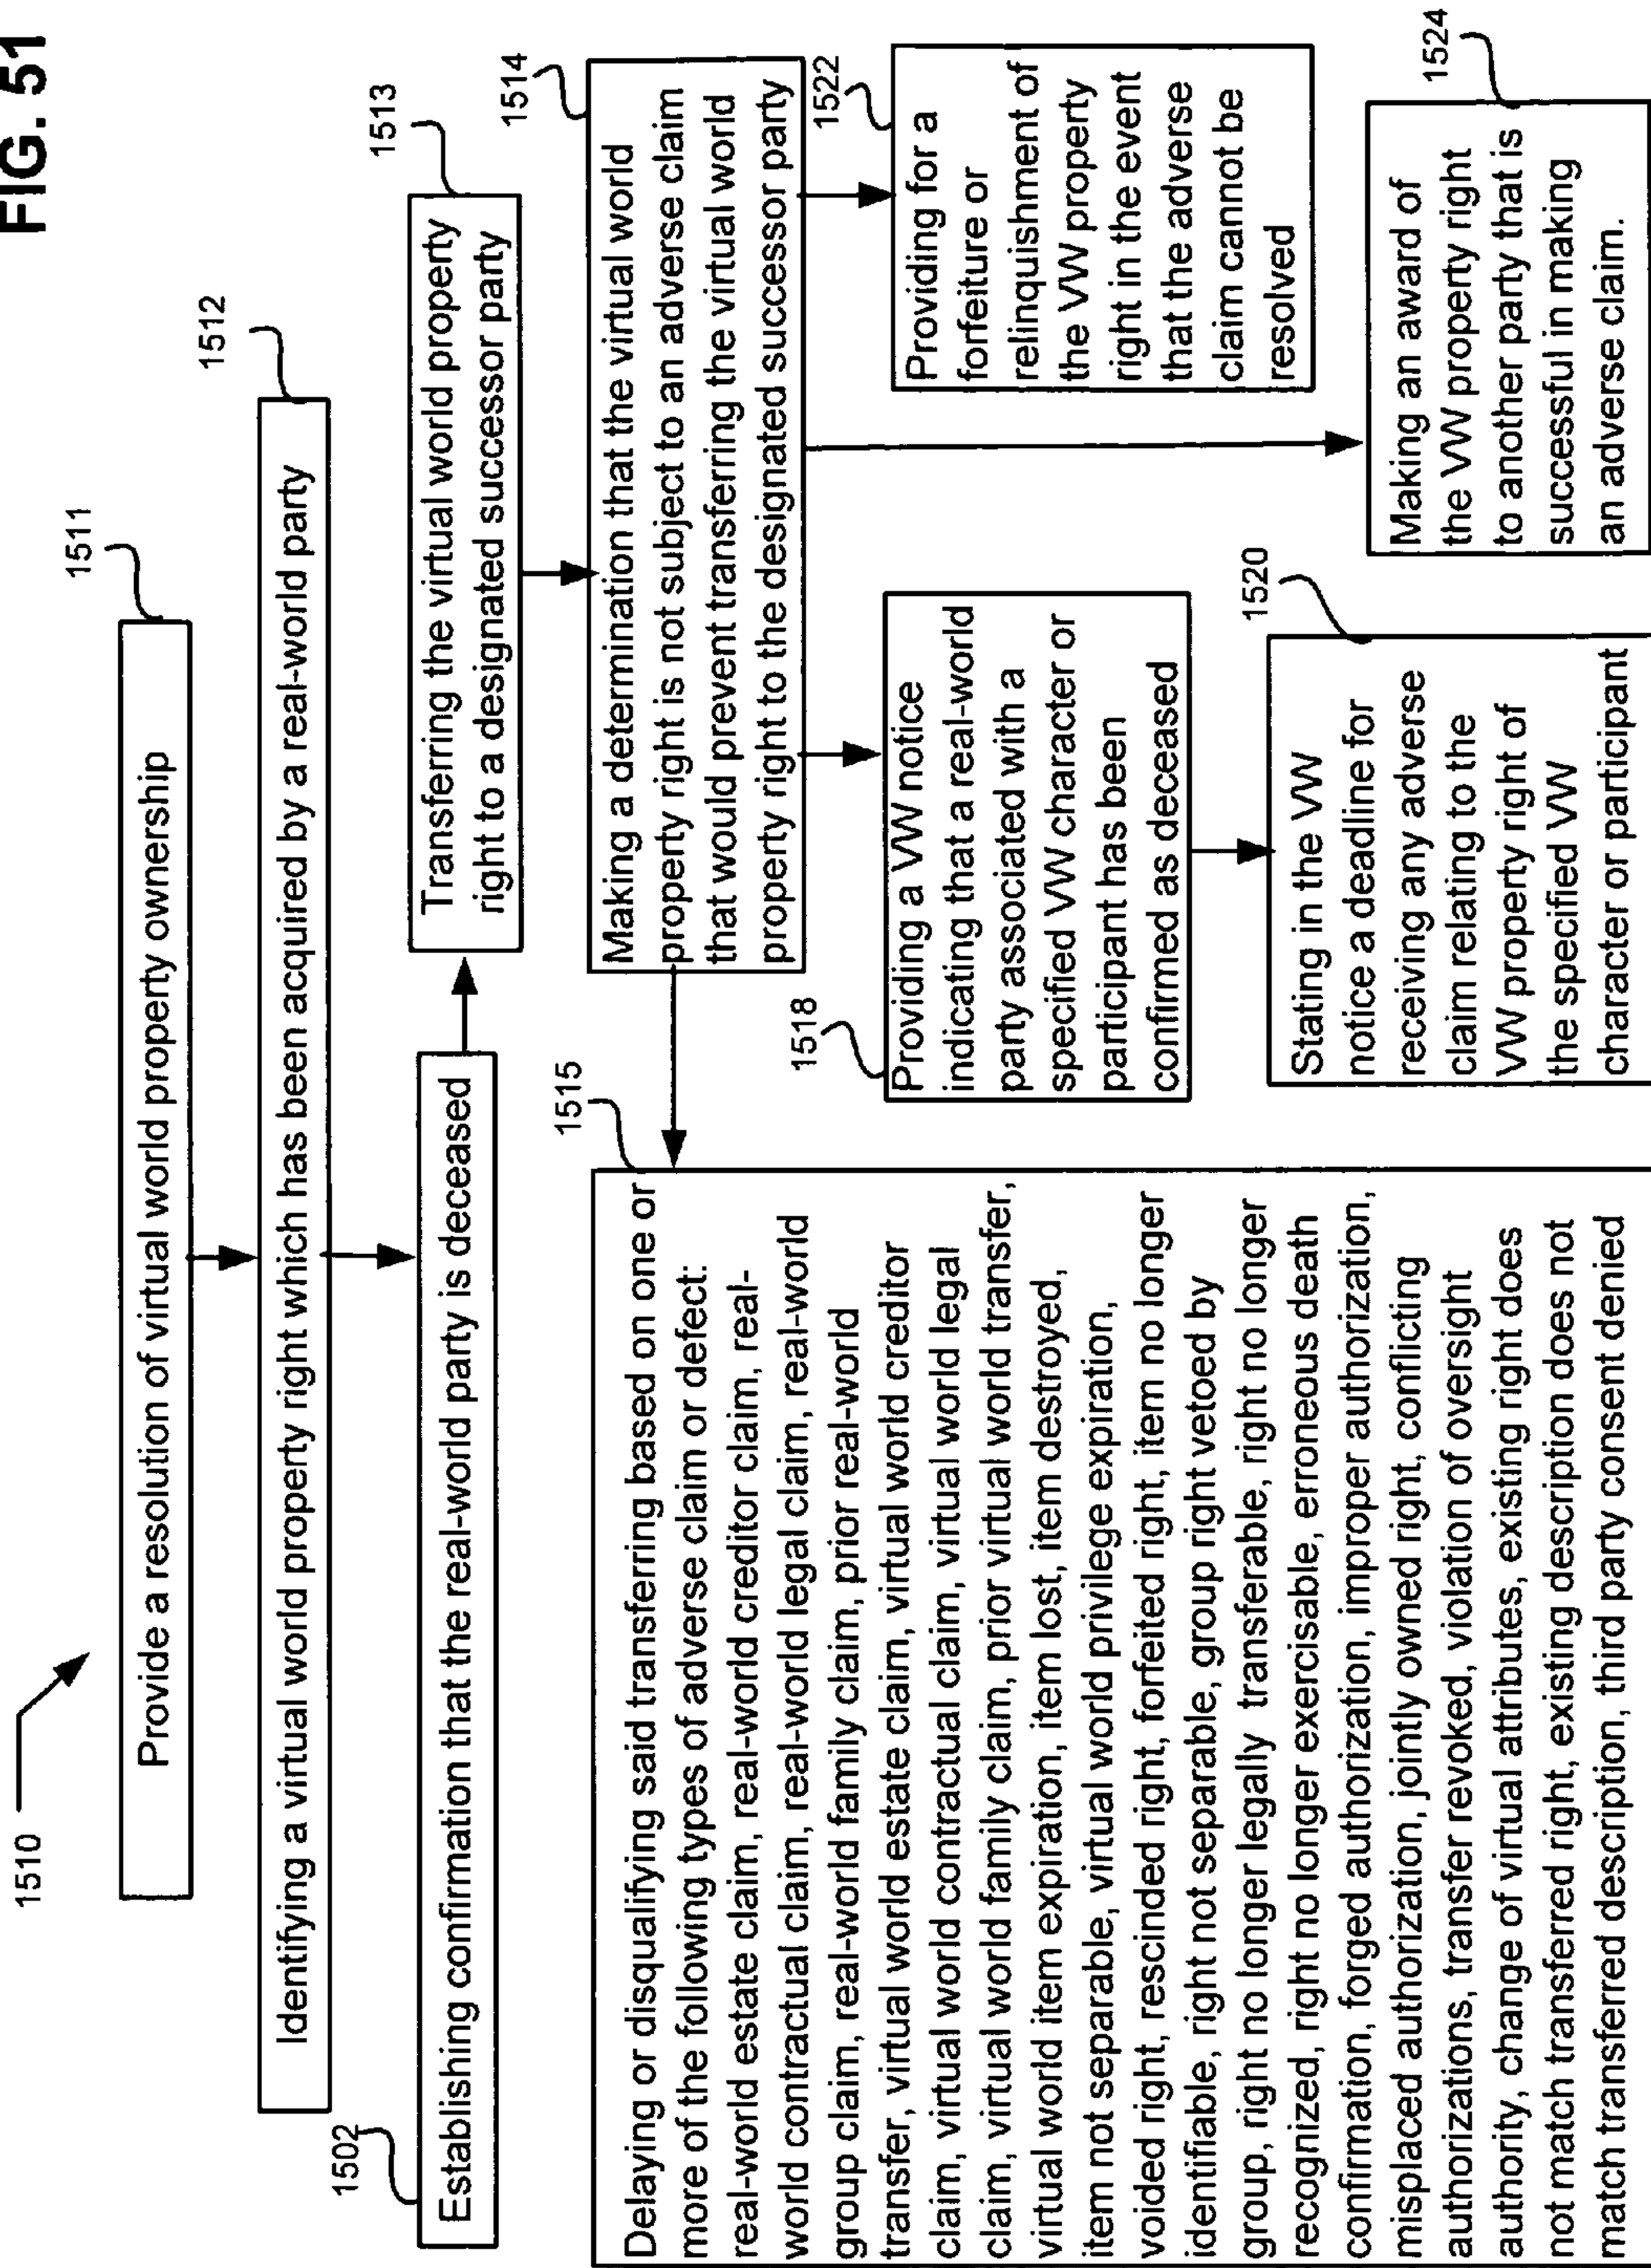 FIG. 51
1510
1511
Provide a resolution of virtual world property ownership
1512
Identifying a virtual world property right which has been acquired by a real-world party
1502
Establishing confirmation that the real-world party is deceased
1513
Transferring the virtual world property
right to a designated successor party
1514
Making a determination that the virtual world
property right is not subject to an adverse claim
that would prevent transferring the virtual world
property right to the designated successor party
1515
Delaying or disqualifying said transferring based on one or
more of the following types of adverse claim or defect:
real-world estate claim, real-world creditor claim, real-
world contractual claim, real-world legal claim, real-world
group claim, real-world family claim, prior real-world
transfer, virtual world estate claim, virtual world creditor
claim, virtual world contractual claim, virtual world legal
claim, virtual world family claim, prior virtual world transfer,
virtual world item expiration, item lost, item destroyed,
item not separable, virtual world privilege expiration,
voided right, rescinded right, forfeited right, item no longer
identifiable, right not separable, group right vetoed by
group, right no longer legally transferable, right no longer
recognized, right no longer exercisable, erroneous death
confirmation, forged authorization, improper authorization,
misplaced authorization, jointly owned right, conflicting
authorizations, transfer revoked, violation of oversight
authority, change of virtual attributes, existing right does
not match transferred right, existing description does not
match transferred description, third party consent denied
1518
Providing a VW notice
indicating that a real-world
party associated with a
specified VW character or
participant has been
confirmed as deceased
1520
Stating in the VW
notice a deadline for
receiving any adverse
claim relating to the
VW property right of
the specified VW
character or participant
1522
Providing for a
forfeiture or
relinquishment of
the VW property
right in the event
that the adverse
claim cannot be
resolved
1524
Making an award of
the VW property right
to another party that is
successful in making
an adverse claim.